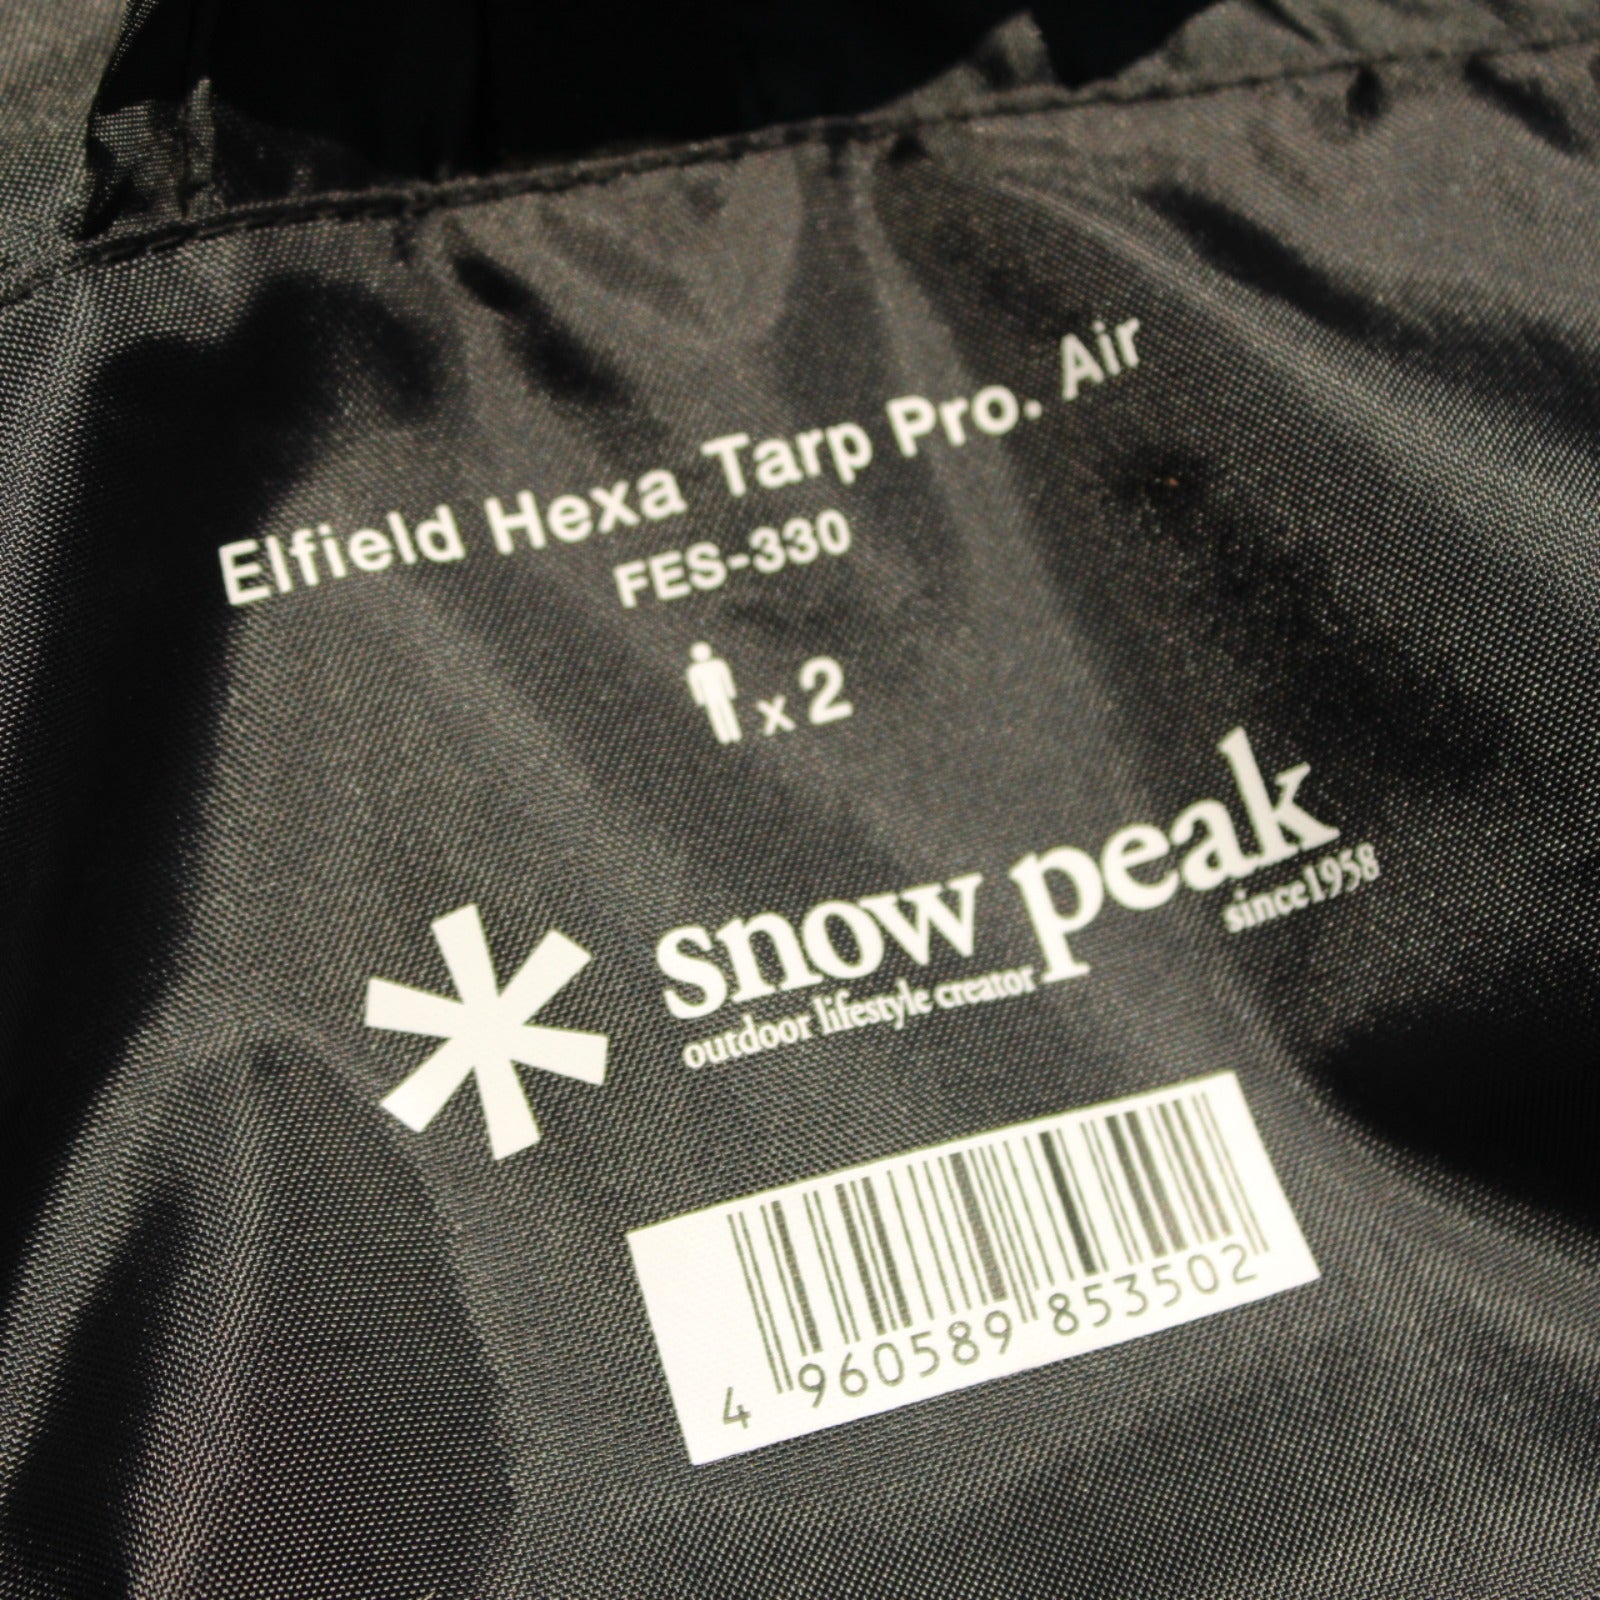 Elfield Hexa Tarp Pro. Air
FES-330
x 2
snow peak
since1958
outdoor lifestyle creator
4 960589 853502